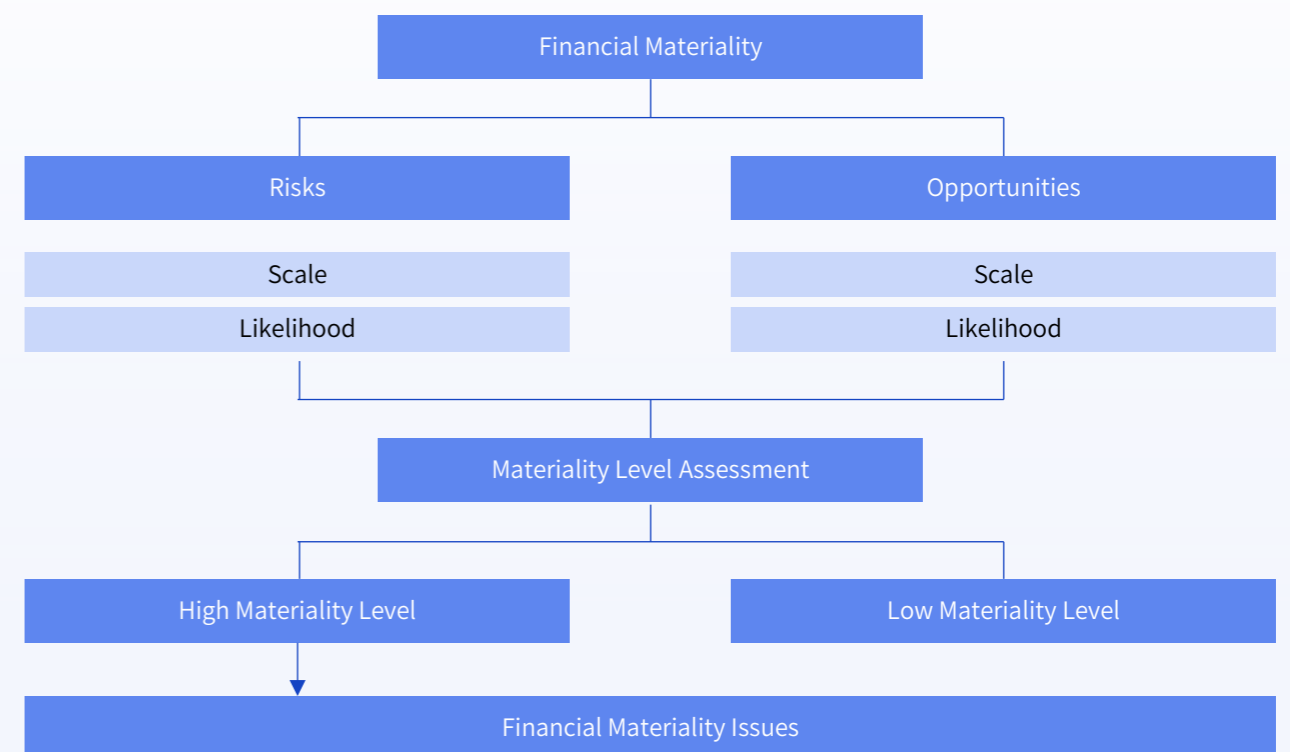 Financial Materiality
Risks
Opportunities
Scale
Scale
Likelihood
Likelihood
Materiality Level Assessment
High Materiality Level
Low Materiality Level
Financial Materiality Issues